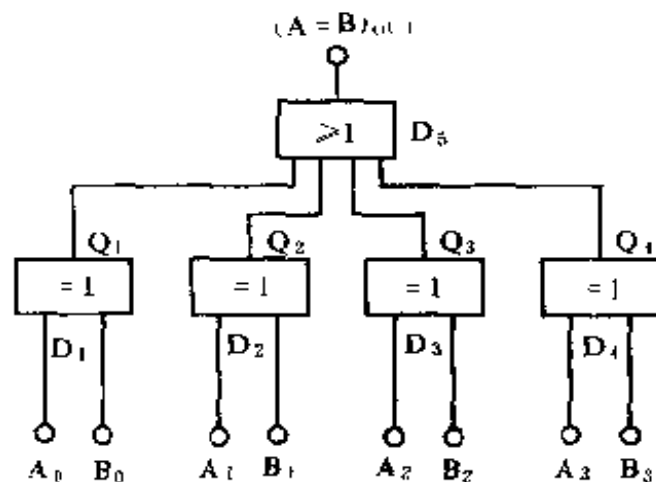 (A = B)
≥1 D₅
Q₁ Q₂ Q₃ Q₄
=1 =1 =1 =1
D₁ D₂ D₃ D₄
A₀ B₀ A₁ B₁ A₂ B₂ A₃ B₃